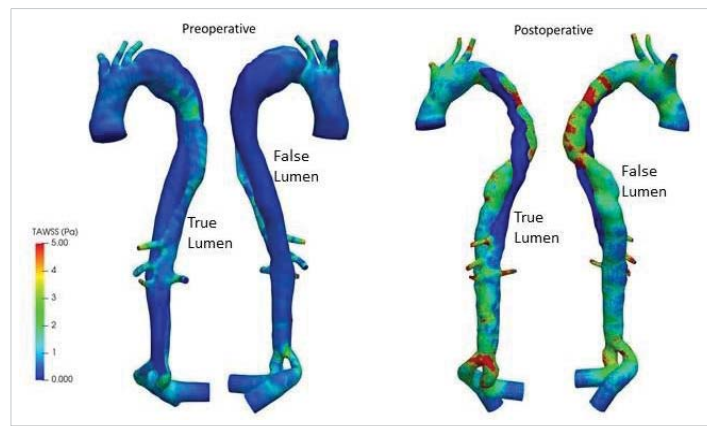 Preoperative
Postoperative
False
Lumen
True
Lumen
False
Lumen
True
Lumen
TAWSS (Pa)
5.00
4
3
2
1
0.000